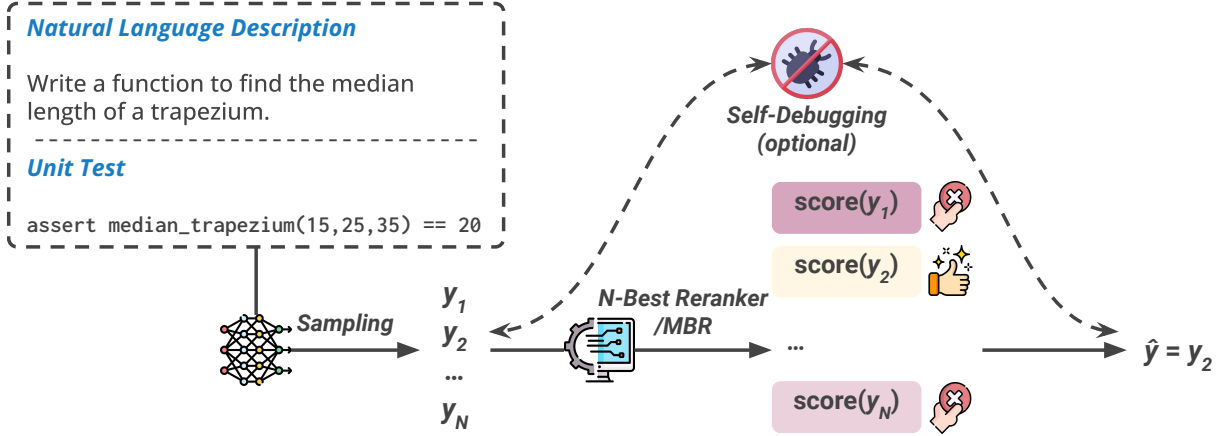 Natural Language Description
Write a function to find the median
length of a trapezium.
Unit Test
assert median_trapezium(15,25,35) == 20
Sampling
y1
y2
...
yN
N-Best Reranker
/MBR
Self-Debugging
(optional)
score(y1)
score(y2)
...
score(yN)
ŷ = y2